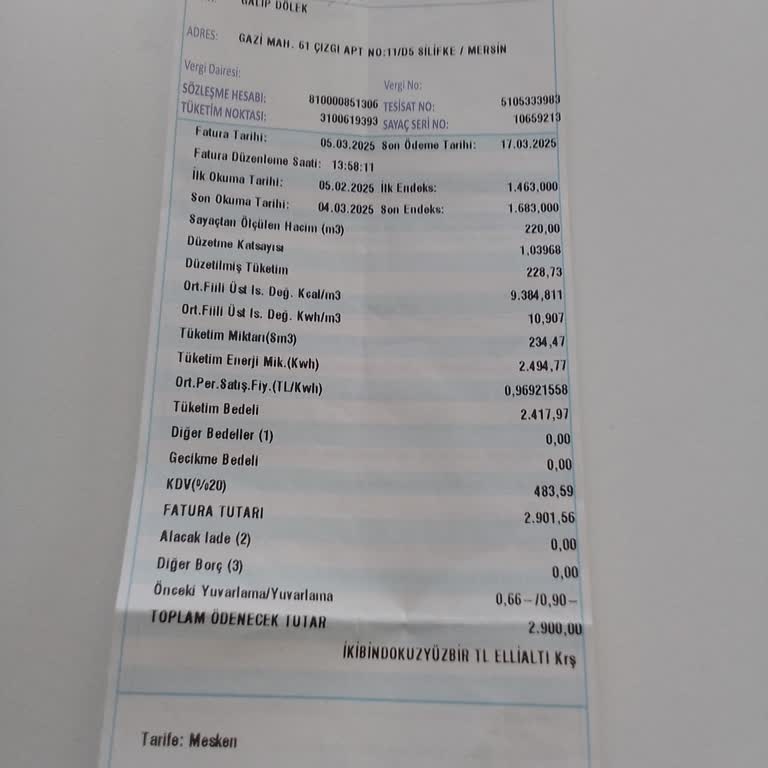 GALİP DÖLEK
ADRES: GAZİ MAH. 61 ÇIZGI APT NO:11/D5 SİLİFKE / MERSİN
Vergi Dairesi: Vergi No:
SÖZLEŞME HESABI: 810000851306 TESİSAT NO: 5105333983
TÜKETİM NOKTASI: 3100619393 SAYAÇ SERİ NO: 10659213
Fatura Tarihi: 05.03.2025 Son Ödeme Tarihi: 17.03.2025
Fatura Düzenleme Saati: 13:58:11
İlk Okuma Tarihi: 05.02.2025 İlk Endeks: 1.463,000
Son Okuma Tarihi: 04.03.2025 Son Endeks: 1.683,000
Sayaçtan Ölçülen Hacim (m3) 220,00
Düzetme Katsayısı 1,03968
Düzetilmiş Tüketim 228,73
Ort.Fiili Üst Is. Değ. Kcal/m3 9.384,811
Ort.Fiili Üst Is. Değ. Kwh/m3 10,907
Tüketim Miktarı(Sm3) 234,47
Tüketim Enerji Mik.(Kwh) 2.494,77
Ort.Per.Satış.Fiy.(TL/Kwh) 0,96921558
Tüketim Bedeli 2.417,97
Diğer Bedeller (1) 0,00
Gecikme Bedeli 0,00
KDV(%20) 483,59
FATURA TUTARI 2.901,56
Alacak Iade (2) 0,00
Diğer Borç (3) 0,00
Önceki Yuvarlama/Yuvarlama 0,66-/0,90-
TOPLAM ÖDENECEK TUTAR 2.900,00
İKİBİNDOKUZYÜZBİR TL ELLİALTI Krş
Tarife: Mesken